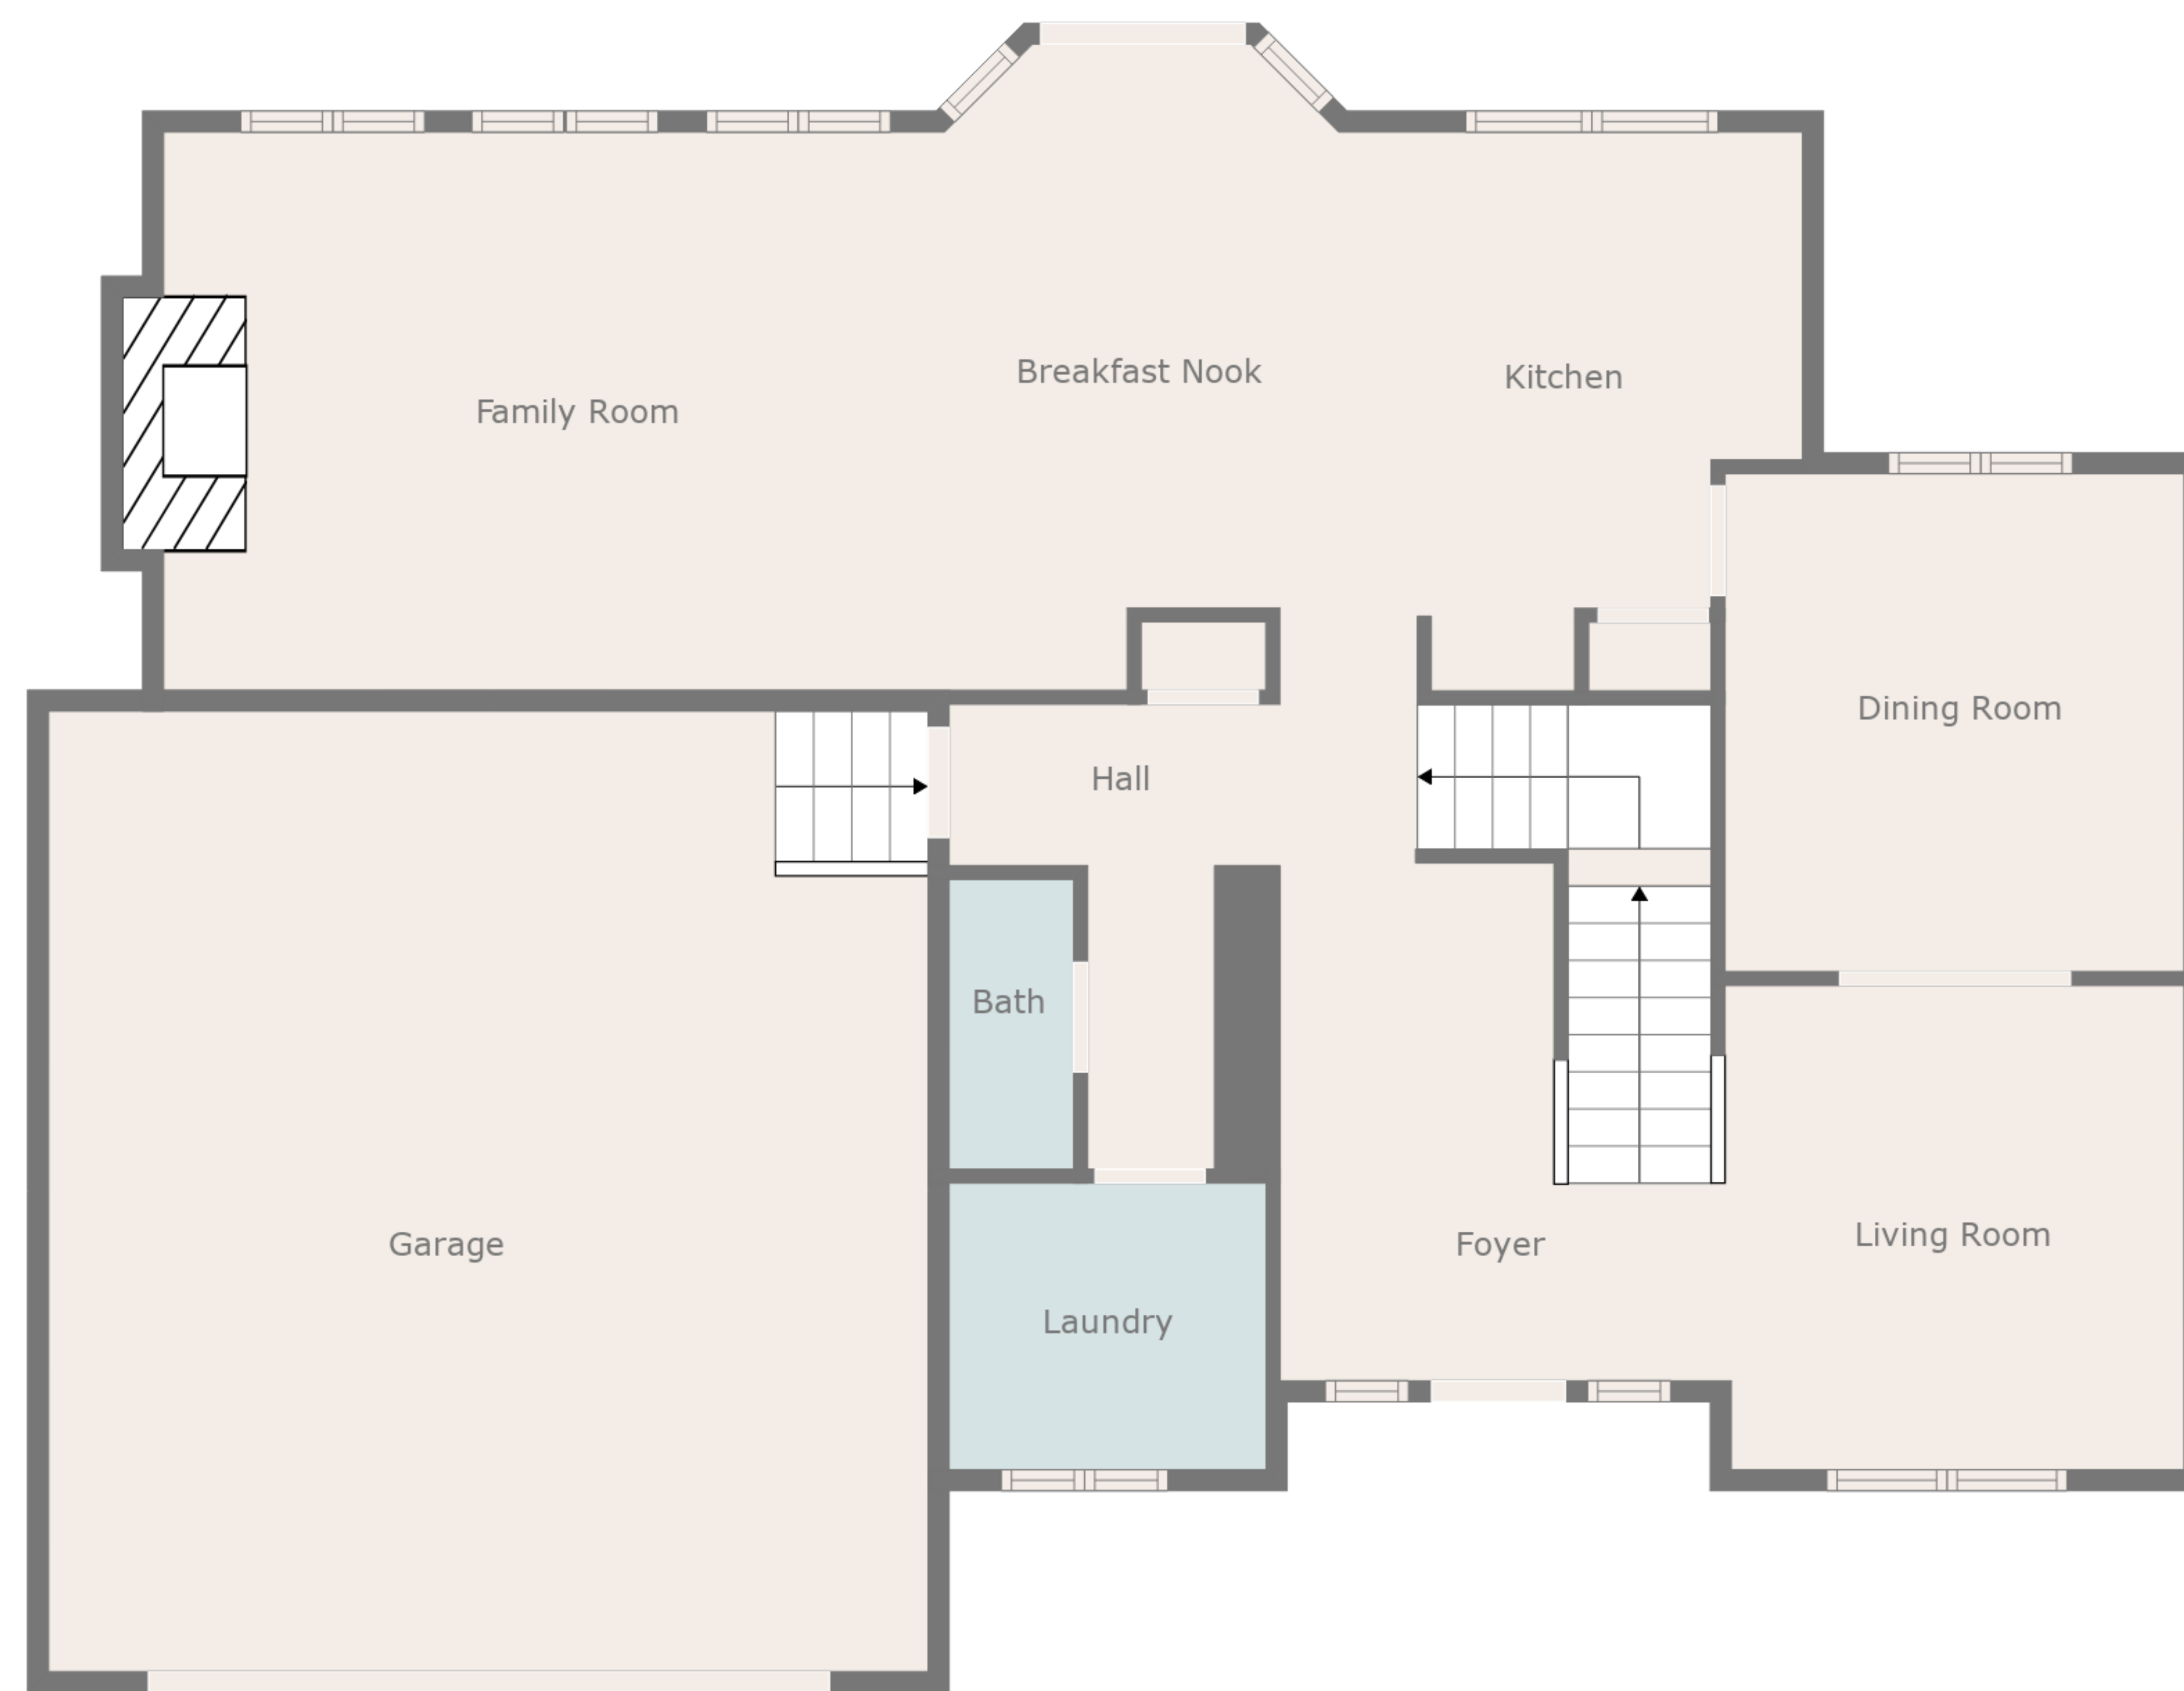 Breakfast Nook
Kitchen
Family Room
Dining Room
Hall
Bath
Living Room
Garage
Foyer
Laundry